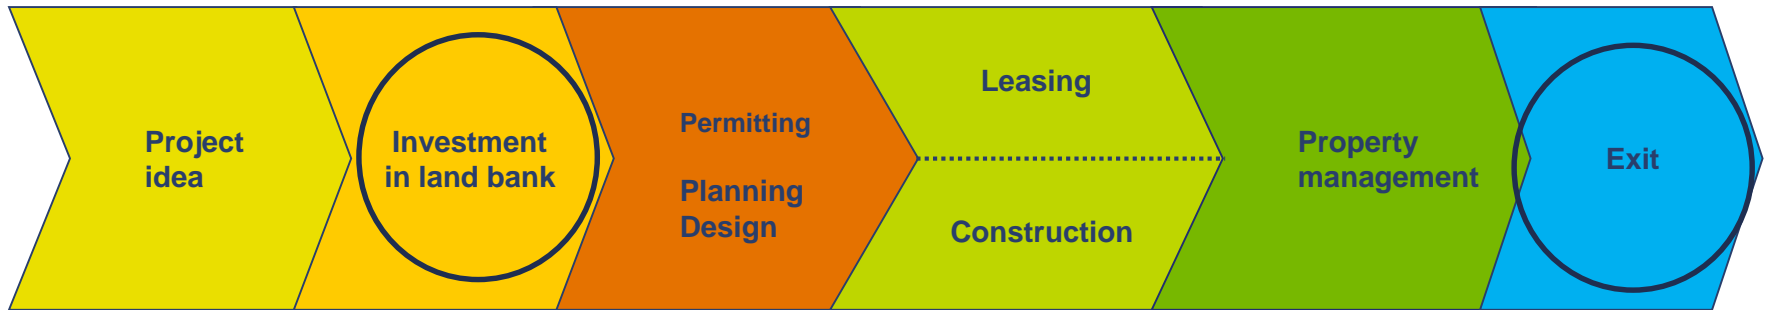 Project
idea
Investment
in land bank
Permitting
Planning
Design
Leasing
Construction
Property
management
Exit